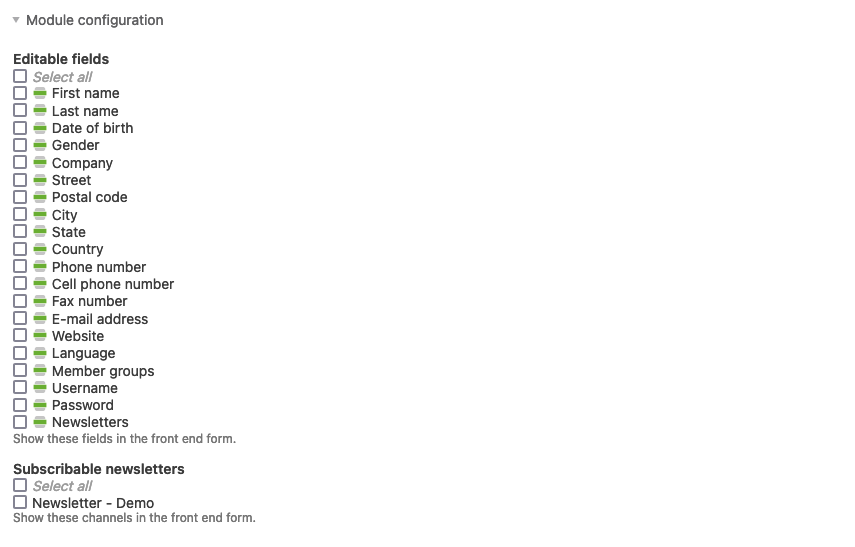 Module configuration
Editable fields
Select all
First name
Last name
Date of birth
Gender
Company
Street
Postal code
City
State
Country
Phone number
Cell phone number
Fax number
E-mail address
Website
Language
Member groups
Username
Password
Newsletters
Show these fields in the front end form.
Subscribable newsletters
Select all
Newsletter - Demo
Show these channels in the front end form.